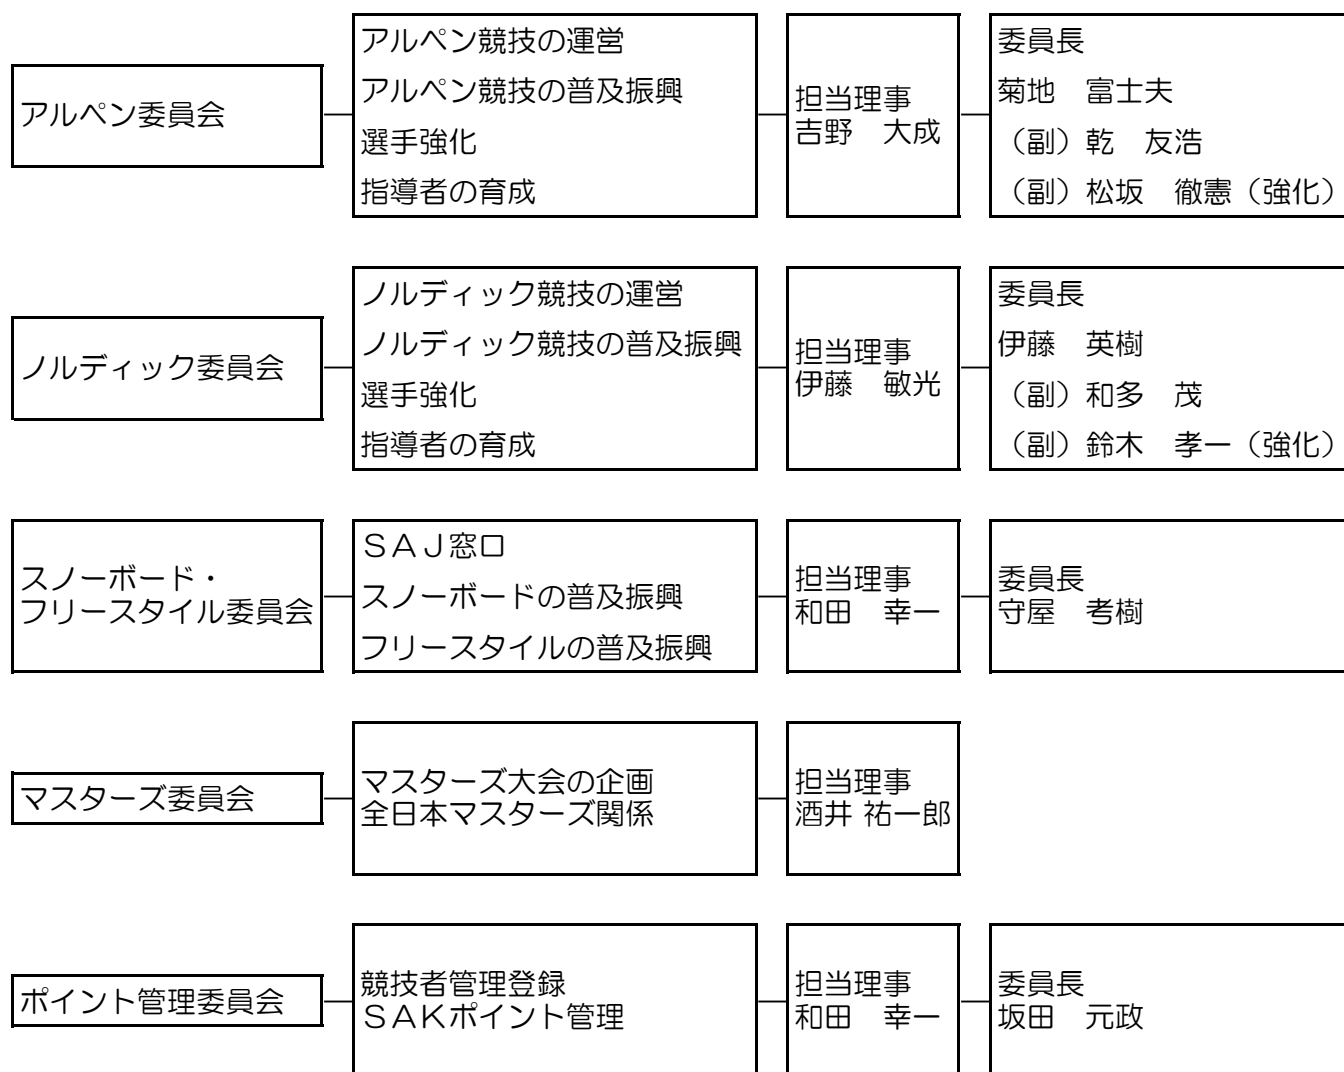 アルペン委員会
アルペン競技の運営
アルペン競技の普及振興
選手強化
指導者の育成
担当理事
吉野　大成
委員長
菊地　富士夫
（副）乾　友浩
（副）松坂　徹憲（強化）
ノルディック委員会
ノルディック競技の運営
ノルディック競技の普及振興
選手強化
指導者の育成
担当理事
伊藤　敏光
委員長
伊藤　英樹
（副）和多　茂
（副）鈴木　孝一（強化）
スノーボード・
フリースタイル委員会
ＳＡＪ窓口
スノーボードの普及振興
フリースタイルの普及振興
担当理事
和田　幸一
委員長
守屋　考樹
マスターズ委員会
マスターズ大会の企画
全日本マスターズ関係
担当理事
酒井 祐一郎
ポイント管理委員会
競技者管理登録
ＳＡＫポイント管理
担当理事
和田　幸一
委員長
坂田　元政